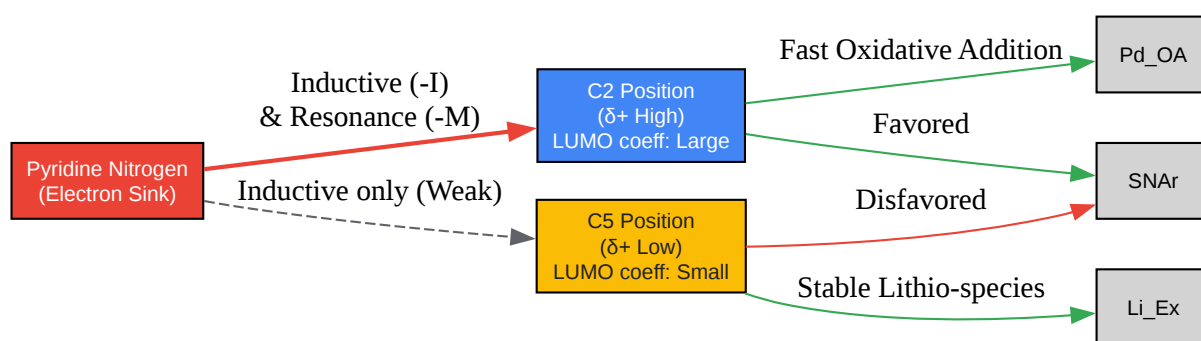 Pyridine Nitrogen
(Electron Sink)
Inductive (-I)
& Resonance (-M)
Inductive only (Weak)
C2 Position
(δ+ High)
LUMO coeff: Large
C5 Position
(δ+ Low)
LUMO coeff: Small
Fast Oxidative Addition
Favored
Disfavored
Stable Lithio-species
Pd_OA
SNAr
Li_Ex